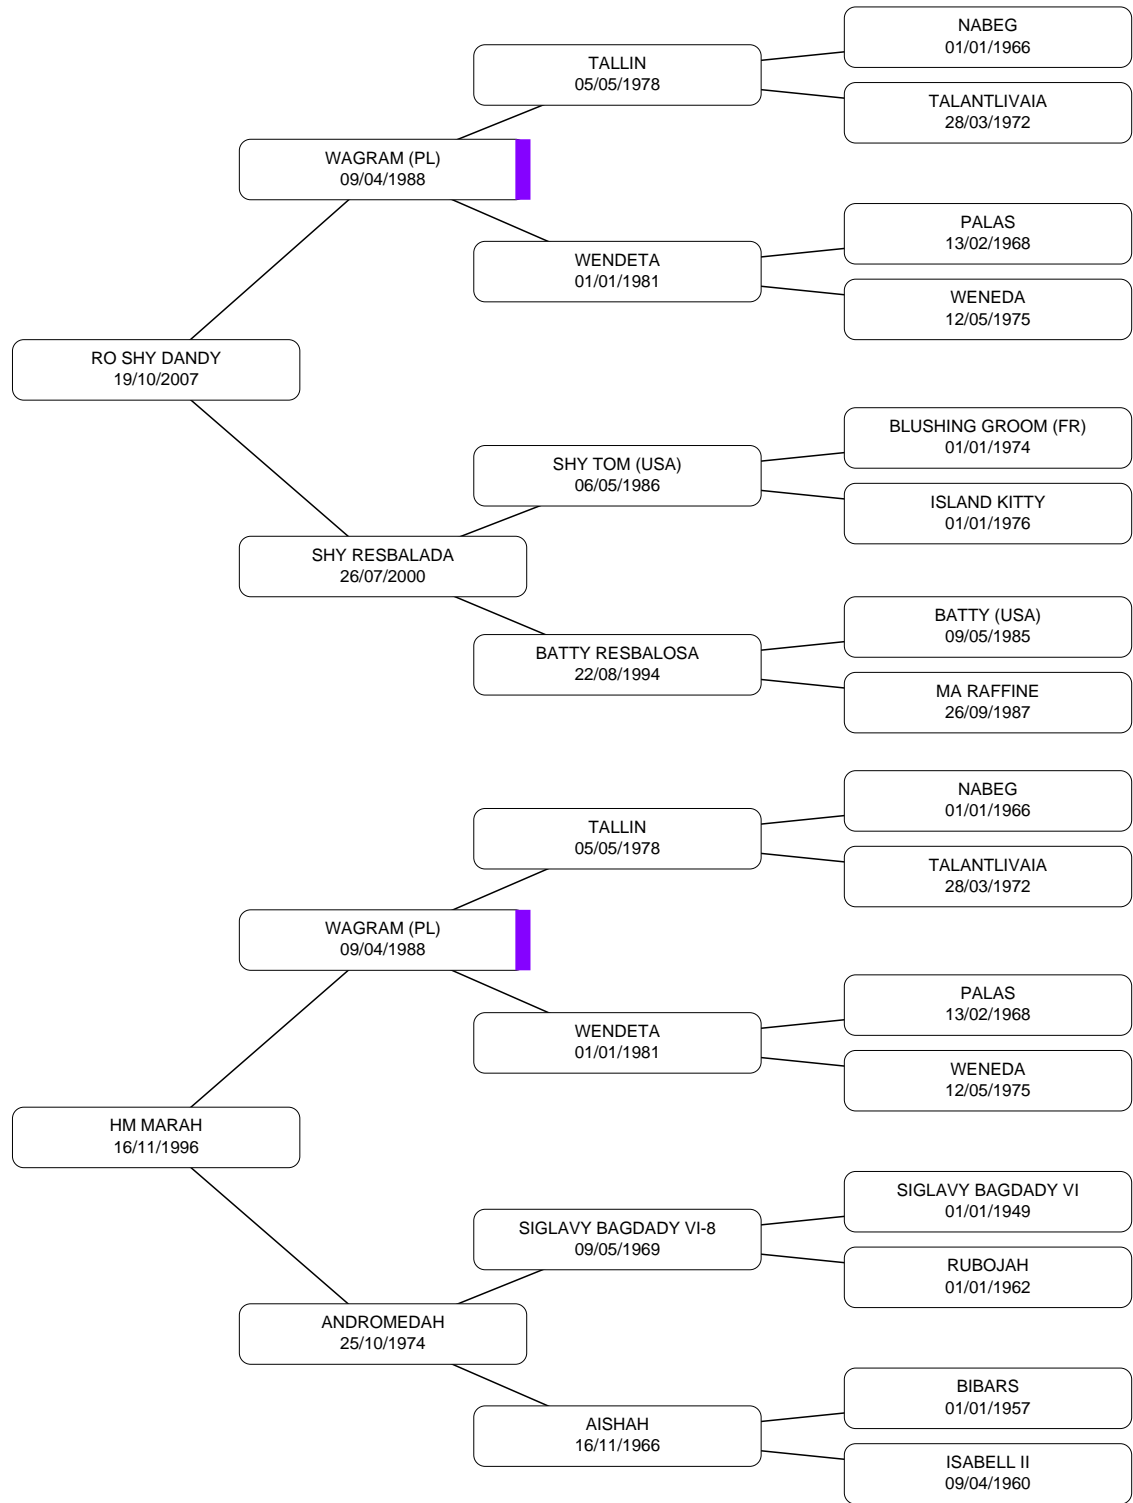 NABEG
01/01/1966
TALLIN
05/05/1978
TALANTLIVAIA
28/03/1972
WAGRAM (PL)
09/04/1988
PALAS
13/02/1968
WENDETA
01/01/1981
WENEDA
12/05/1975
RO SHY DANDY
19/10/2007
BLUSHING GROOM (FR)
01/01/1974
SHY TOM (USA)
06/05/1986
ISLAND KITTY
01/01/1976
SHY RESBALADA
26/07/2000
BATTY (USA)
09/05/1985
BATTY RESBALOSA
22/08/1994
MA RAFFINE
26/09/1987
NABEG
01/01/1966
TALLIN
05/05/1978
TALANTLIVAIA
28/03/1972
WAGRAM (PL)
09/04/1988
PALAS
13/02/1968
WENDETA
01/01/1981
WENEDA
12/05/1975
HM MARAH
16/11/1996
SIGLAVY BAGDADY VI
01/01/1949
SIGLAVY BAGDADY VI-8
09/05/1969
RUBOJAH
01/01/1962
ANDROMEDAH
25/10/1974
BIBARS
01/01/1957
AISHAH
16/11/1966
ISABELL II
09/04/1960